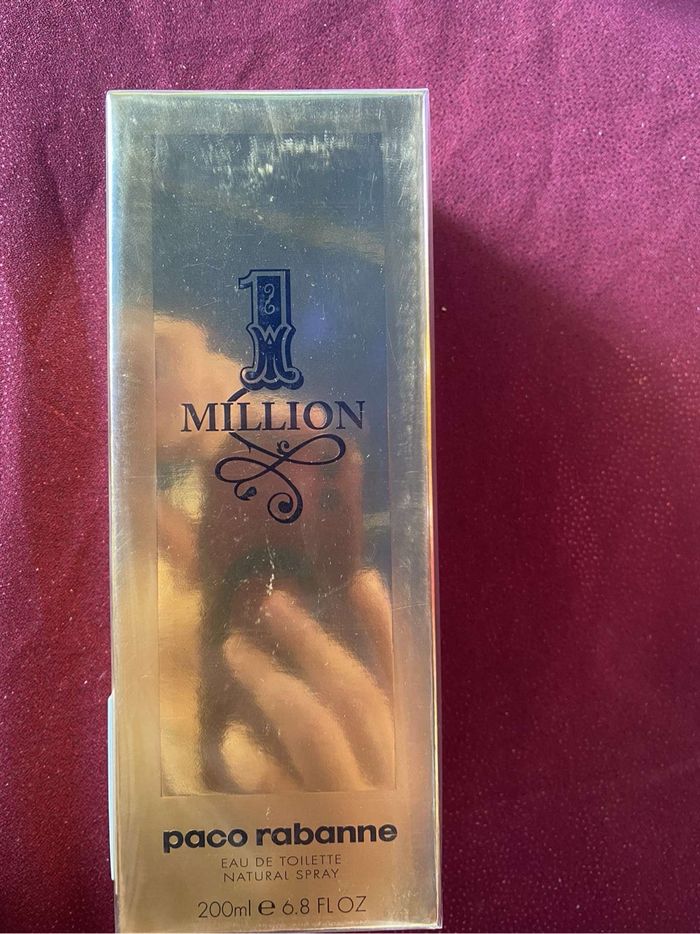 1
MILLION
paco rabanne
EAU DE TOILETTE
NATURAL SPRAY
200ml ℮ 6.8 FL OZ